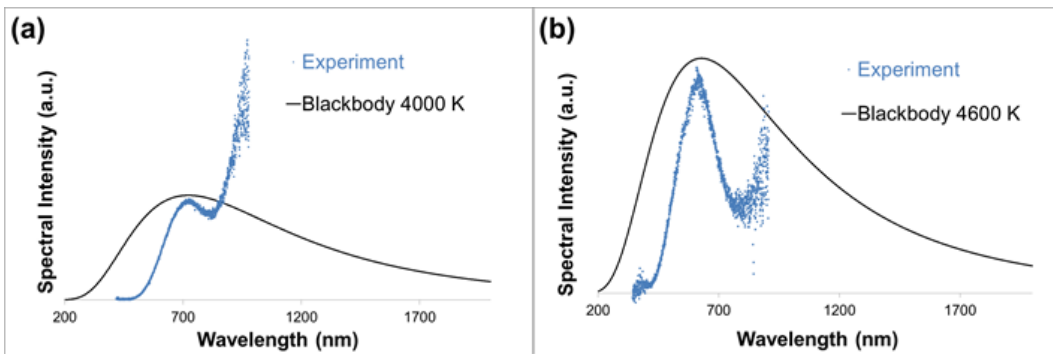 (a)
Experiment
Blackbody 4000 K
Spectral Intensity (a.u.)
200 700 1200 1700
Wavelength (nm)
(b)
Experiment
Blackbody 4600 K
Spectral Intensity (a.u.)
200 700 1200 1700
Wavelength (nm)